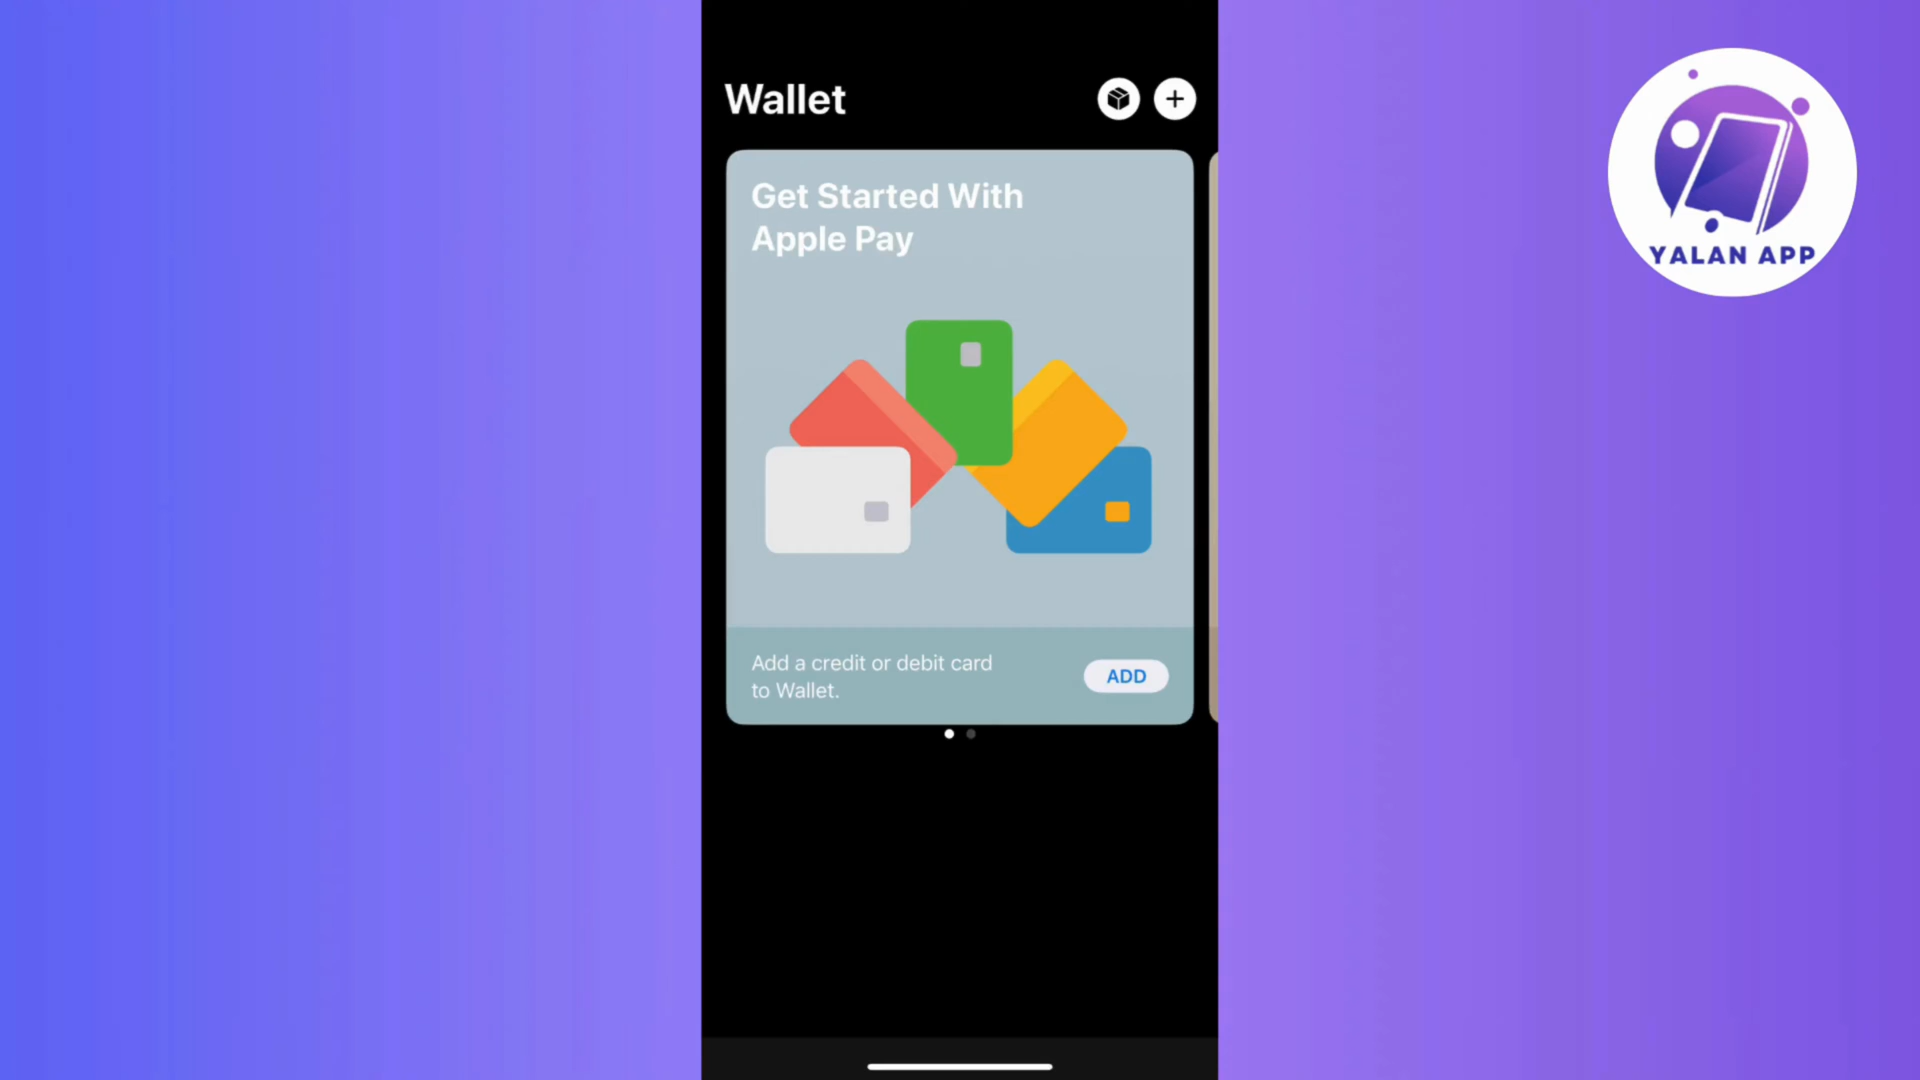 Wallet
Get Started With
Apple Pay
Add a credit or debit card
to Wallet.
ADD
YALAN APP